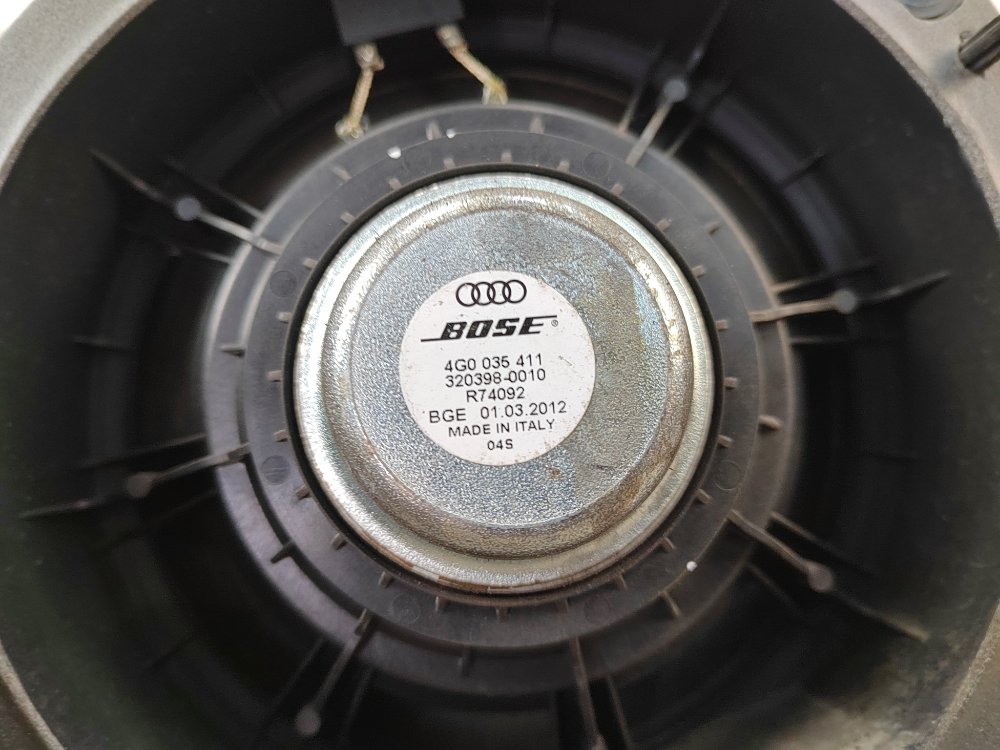 BOSE®
4G0 035 411
320398-0010
R74092
BGE 01.03.2012
MADE IN ITALY
04S